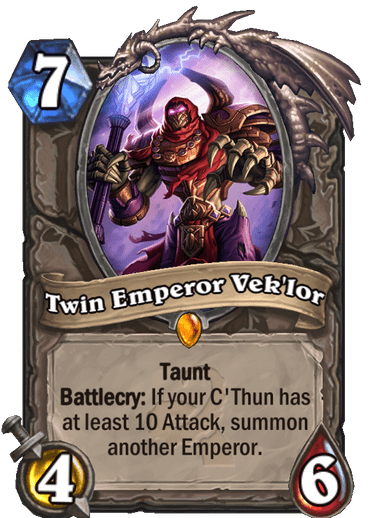 7
Twin Emperor Vek'lor
Taunt
Battlecry: If your C'Thun has
at least 10 Attack, summon
another Emperor.
4
6